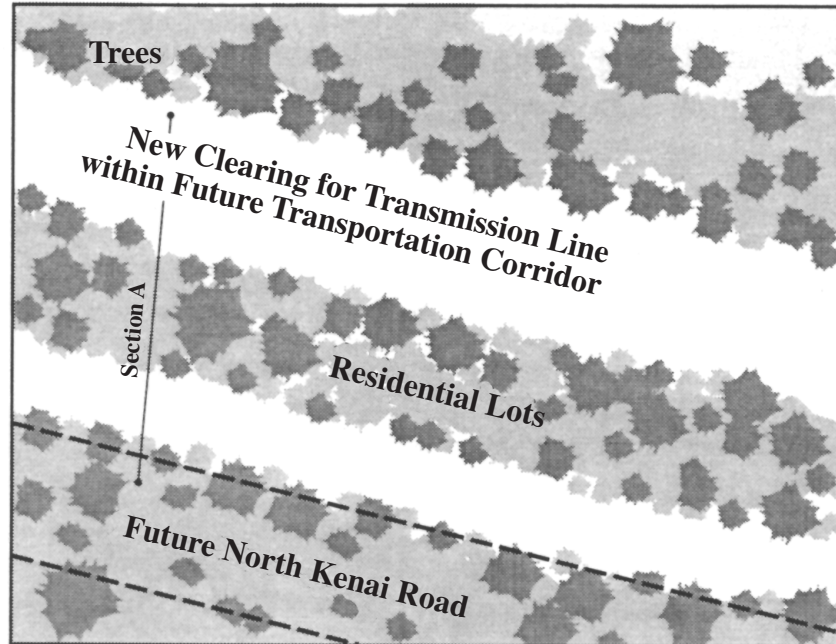 Trees
New Clearing for Transmission Line
within Future Transportation Corridor
Section A
Residential Lots
Future North Kenai Road